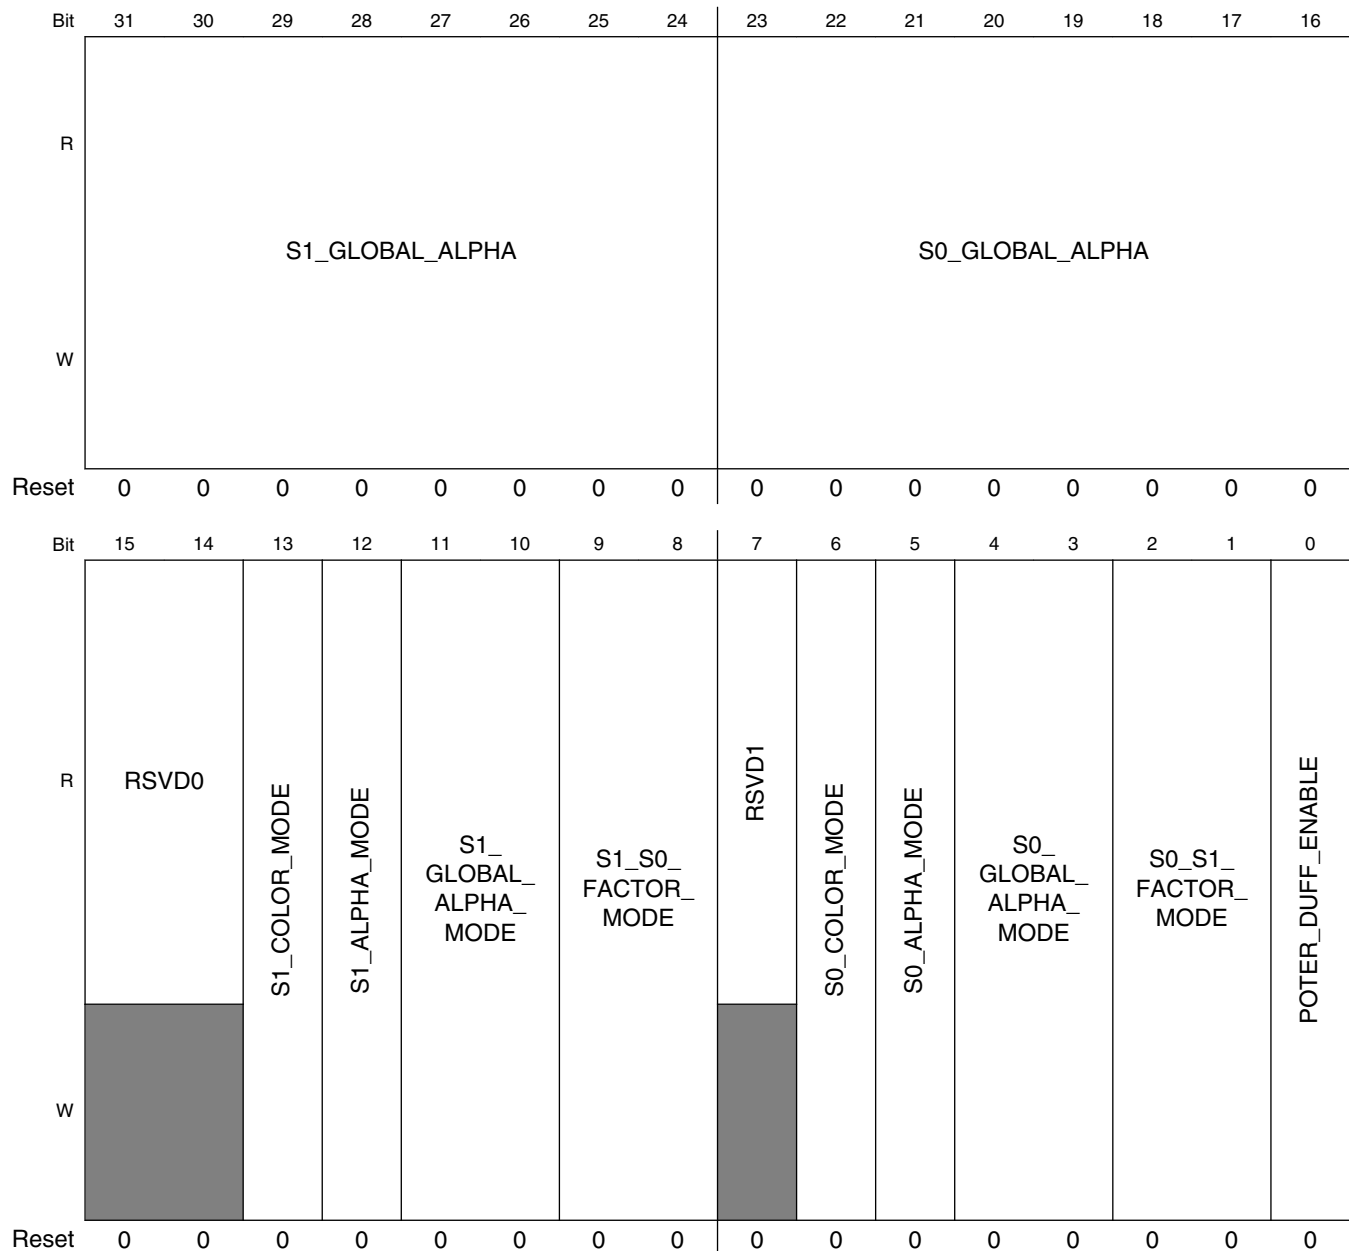 Bit 31 30 29 28 27 26 25 24 23 22 21 20 19 18 17 16
R
S1_GLOBAL_ALPHA S0_GLOBAL_ALPHA
W
Reset 0 0 0 0 0 0 0 0 0 0 0 0 0 0 0 0
Bit 15 14 13 12 11 10 9 8 7 6 5 4 3 2 1 0
R
RSVD0
S1_COLOR_MODE
S1_ALPHA_MODE
S1_
GLOBAL_
ALPHA_
MODE
S1_S0_
FACTOR_
MODE
RSVD1
S0_COLOR_MODE
S0_ALPHA_MODE
S0_
GLOBAL_
ALPHA_
MODE
S0_S1_
FACTOR_
MODE
POTER_DUFF_ENABLE
W
Reset 0 0 0 0 0 0 0 0 0 0 0 0 0 0 0 0